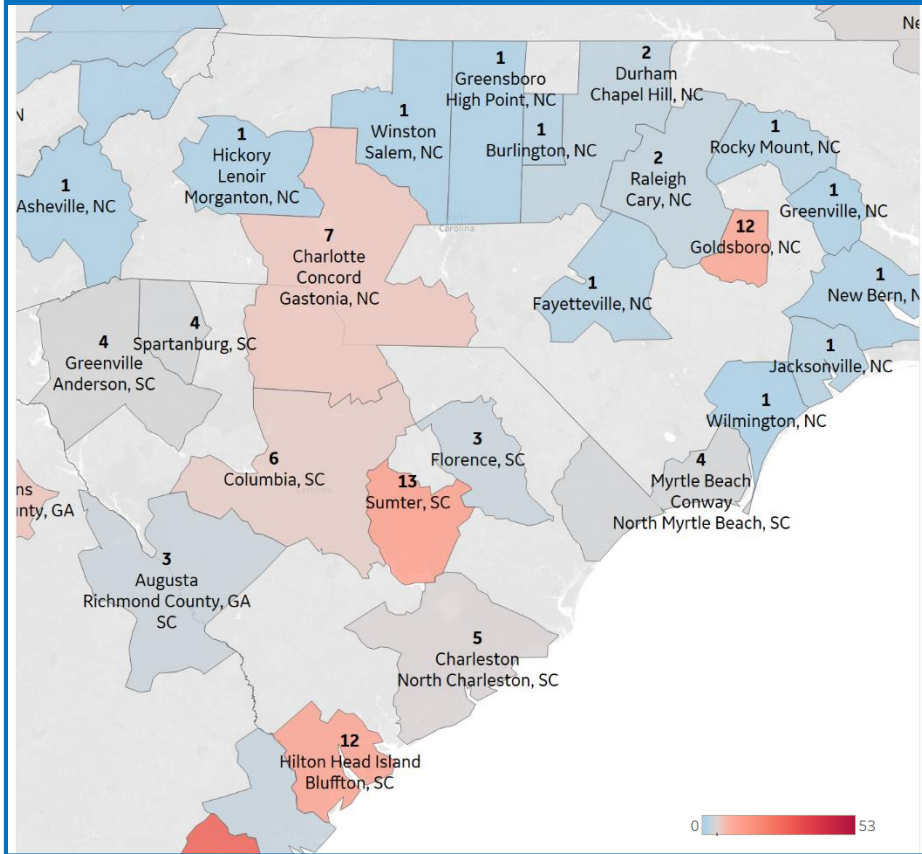 Ne
N
1
Asheville, NC
1
Hickory
Lenoir
Morganton, NC
1
Winston
Salem, NC
1
Greensboro
High Point, NC
1
Burlington, NC
2
Durham
Chapel Hill, NC
2
Raleigh
Cary, NC
1
Rocky Mount, NC
1
Greenville, NC
12
Goldsboro, NC
1
New Bern, N
7
Charlotte
Concord
Gastonia, NC
Carolina
1
Fayetteville, NC
1
Jacksonville, NC
1
Wilmington, NC
4
Greenville
Anderson, SC
4
Spartanburg, SC
6
Columbia, SC
3
Florence, SC
13
Sumter, SC
4
Myrtle Beach
Conway
North Myrtle Beach, SC
ns
unty, GA
3
Augusta
Richmond County, GA
SC
5
Charleston
North Charleston, SC
12
Hilton Head Island
Bluffton, SC
0
53